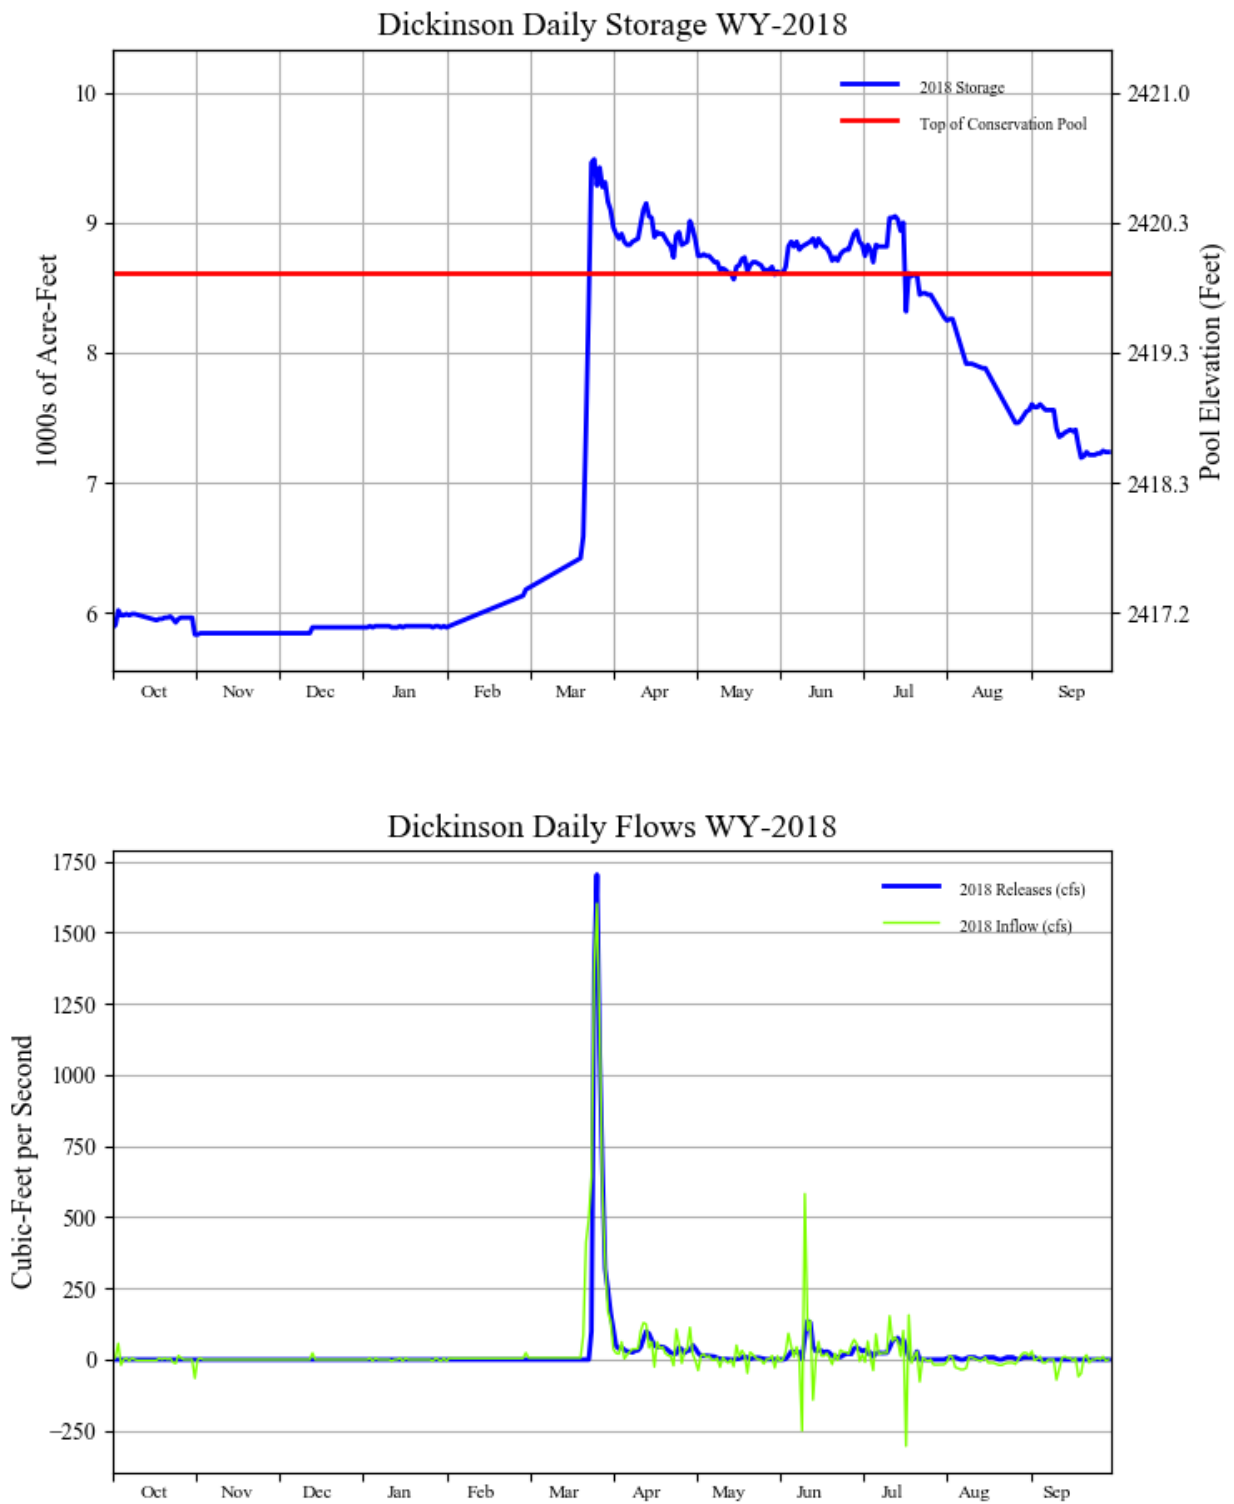 Dickinson Daily Storage WY-2018
10
9
8
7
6
1000s of Acre-Feet
2018 Storage
Top of Conservation Pool
2421.0
2420.3
2419.3
2418.3
2417.2
Pool Elevation (Feet)
Oct Nov Dec Jan Feb Mar Apr May Jun Jul Aug Sep
Dickinson Daily Flows WY-2018
1750
1500
1250
1000
750
500
250
0
−250
Cubic-Feet per Second
2018 Releases (cfs)
2018 Inflow (cfs)
Oct Nov Dec Jan Feb Mar Apr May Jun Jul Aug Sep